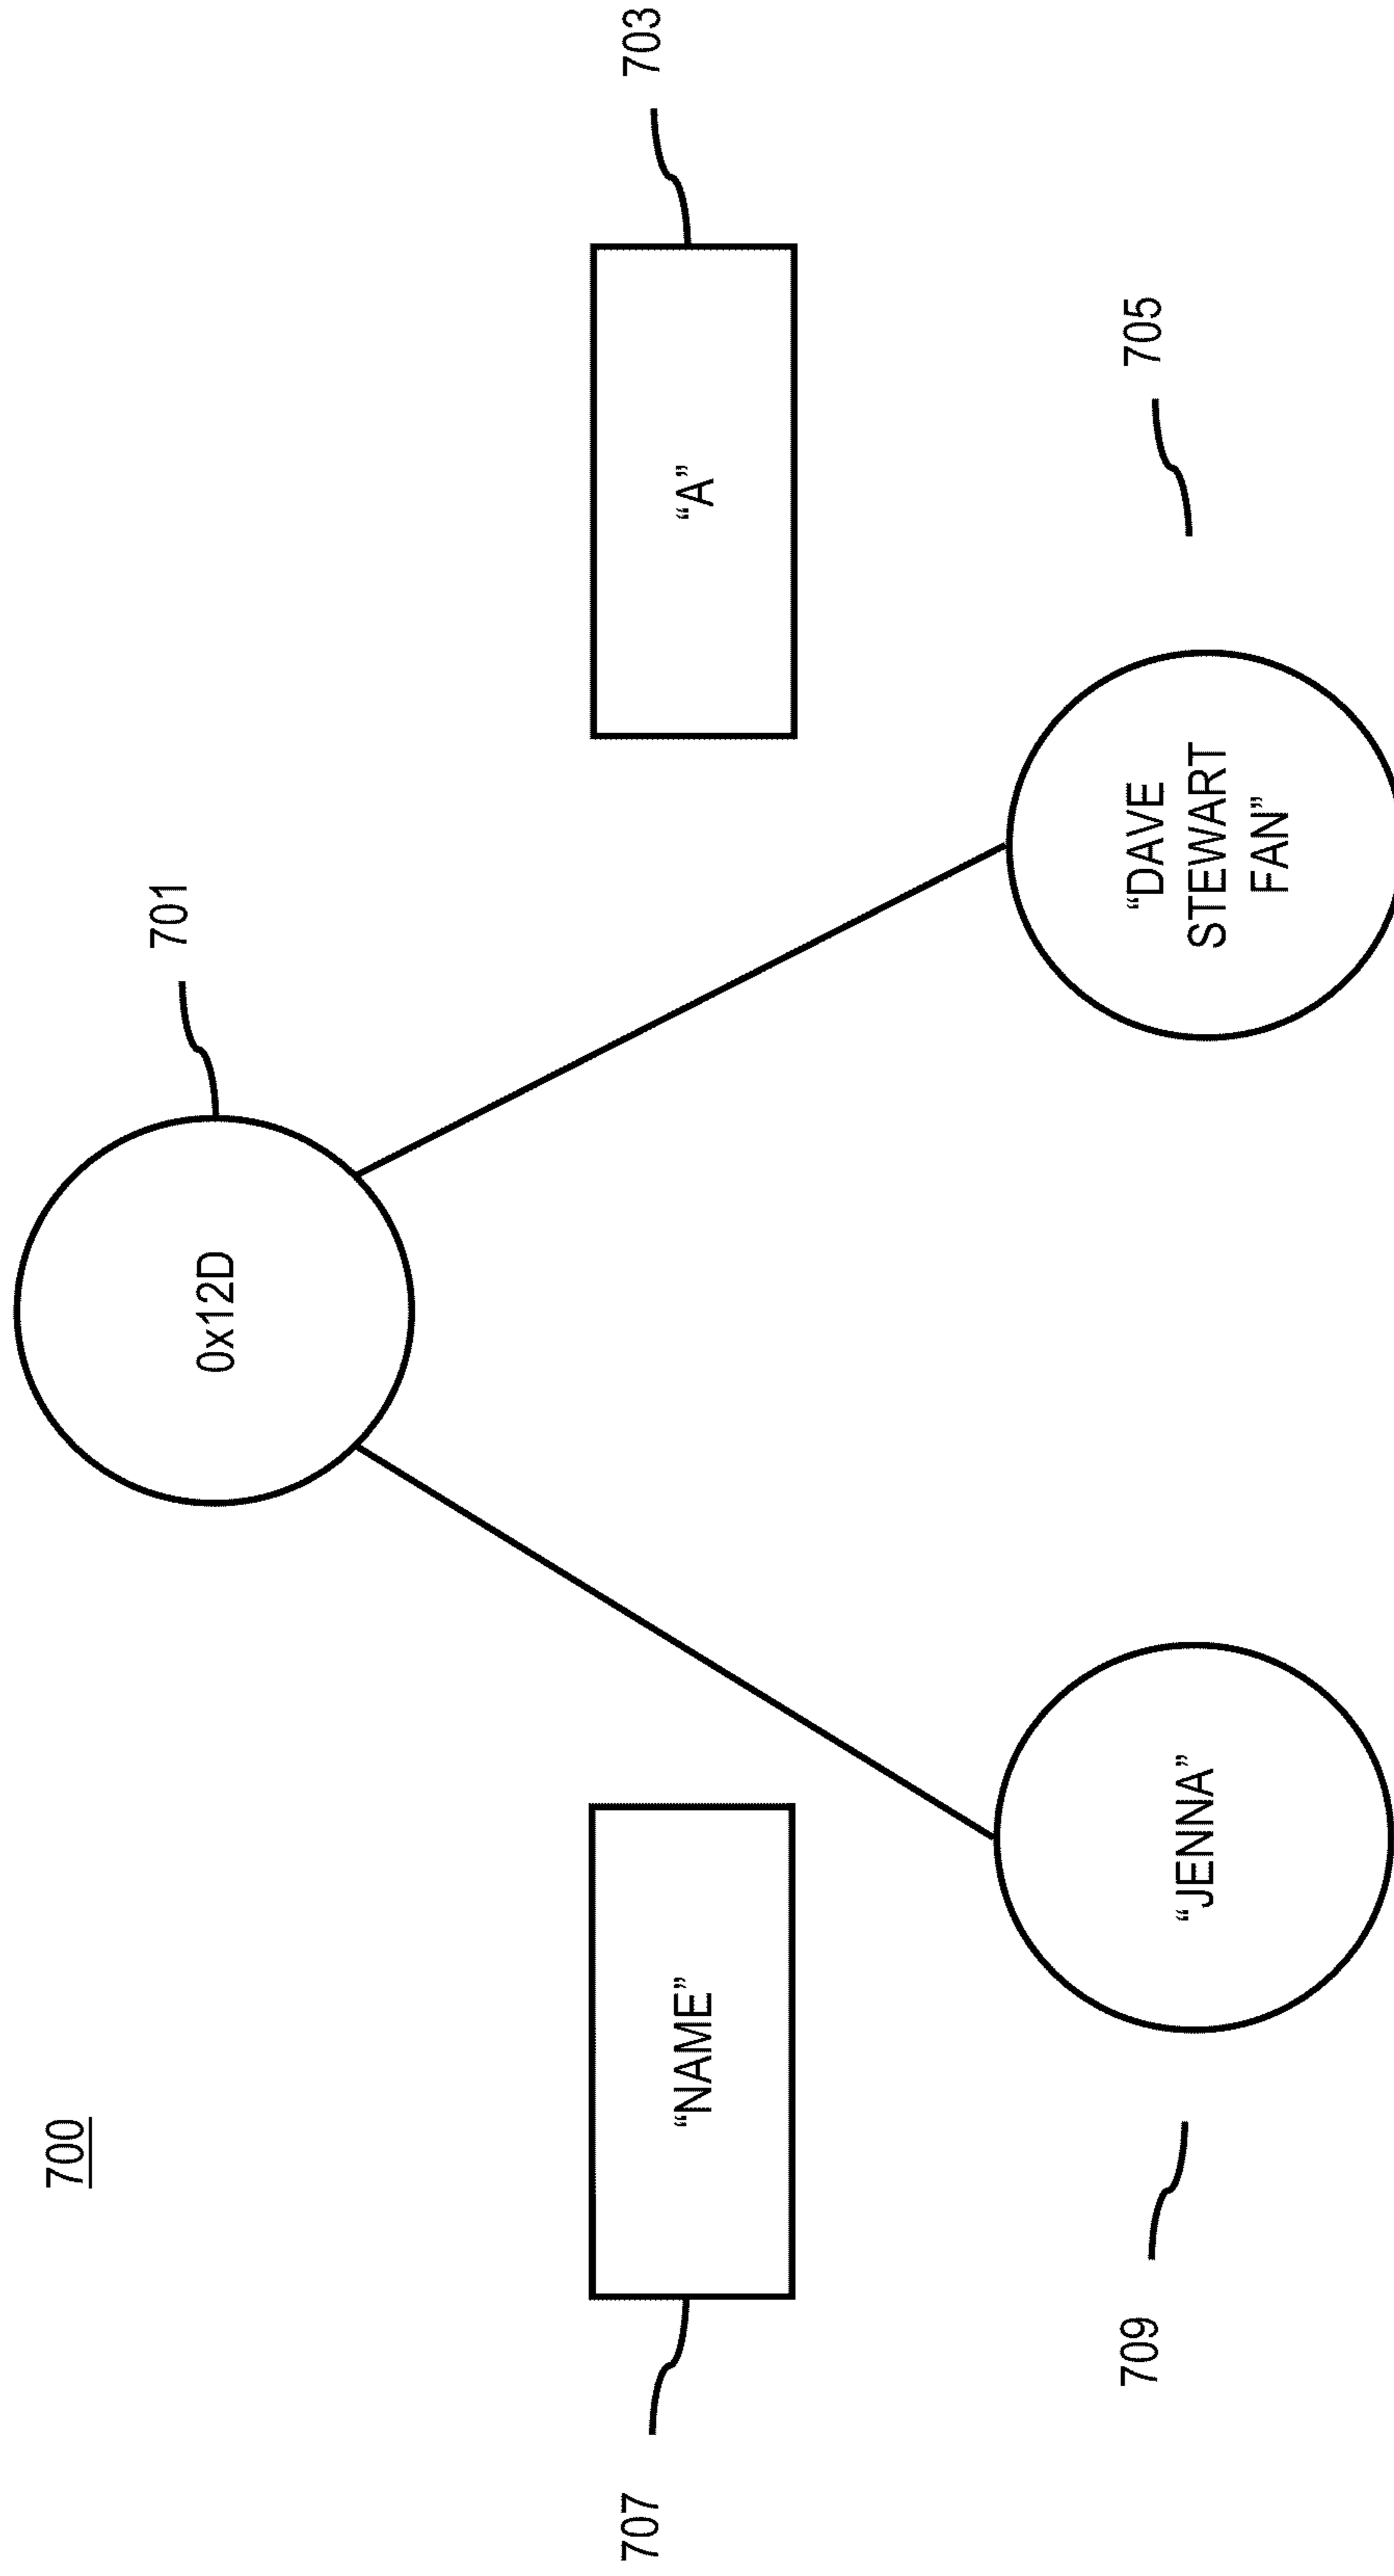 700
0x12D
701
707
“NAME”
“A”
703
709
“JENNA”
“DAVE
STEWART
FAN”
705